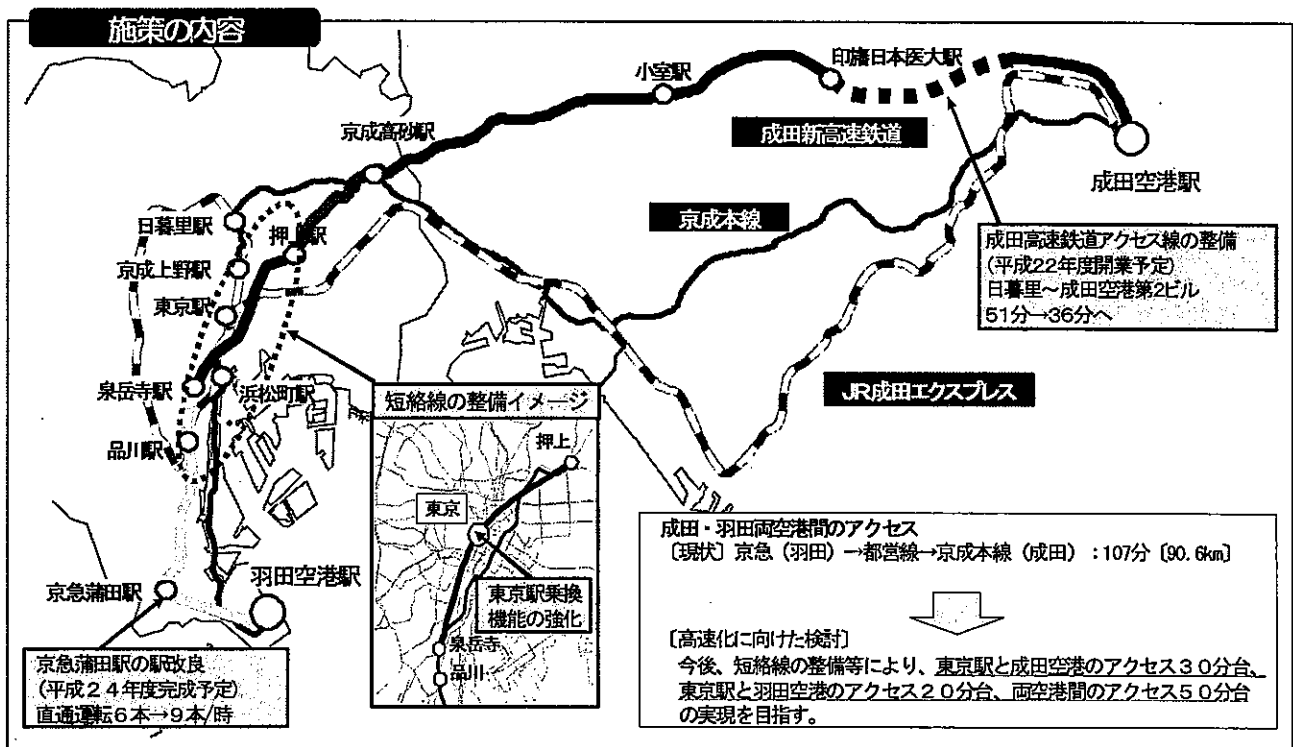 施策の内容
印旛日本医大駅
小室駅
成田新高速鉄道
京成高砂駅
成田空港駅
日暮里駅
押上駅
京成本線
京成上野駅
東京駅
成田高速鉄道アクセス線の整備
(平成22年度開業予定)
日暮里~成田空港第2ビル
51分→36分へ
泉岳寺駅
浜松町駅
JR成田エクスプレス
品川駅
短絡線の整備イメージ
押上
東京
東京駅乗換
機能の強化
泉岳寺
品川
京急蒲田駅
羽田空港駅
京急蒲田駅の駅改良
(平成24年度完成予定)
直通運転6本→9本/時
成田・羽田両空港間のアクセス
〔現状〕京急(羽田)→都営線→京成本線(成田):107分〔90.6km〕
〔高速化に向けた検討〕
今後、短絡線の整備等により、東京駅と成田空港のアクセス30分台、
東京駅と羽田空港のアクセス20分台、両空港間のアクセス50分台
の実現を目指す。